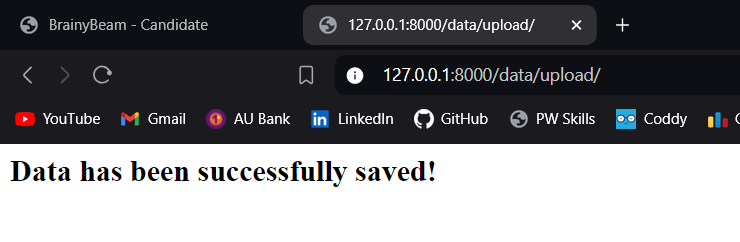 BrainyBeam - Candidate 127.0.0.1:8000/data/upload/
127.0.0.1:8000/data/upload/
YouTube Gmail AU Bank LinkedIn GitHub PW Skills Coddy
Data has been successfully saved!